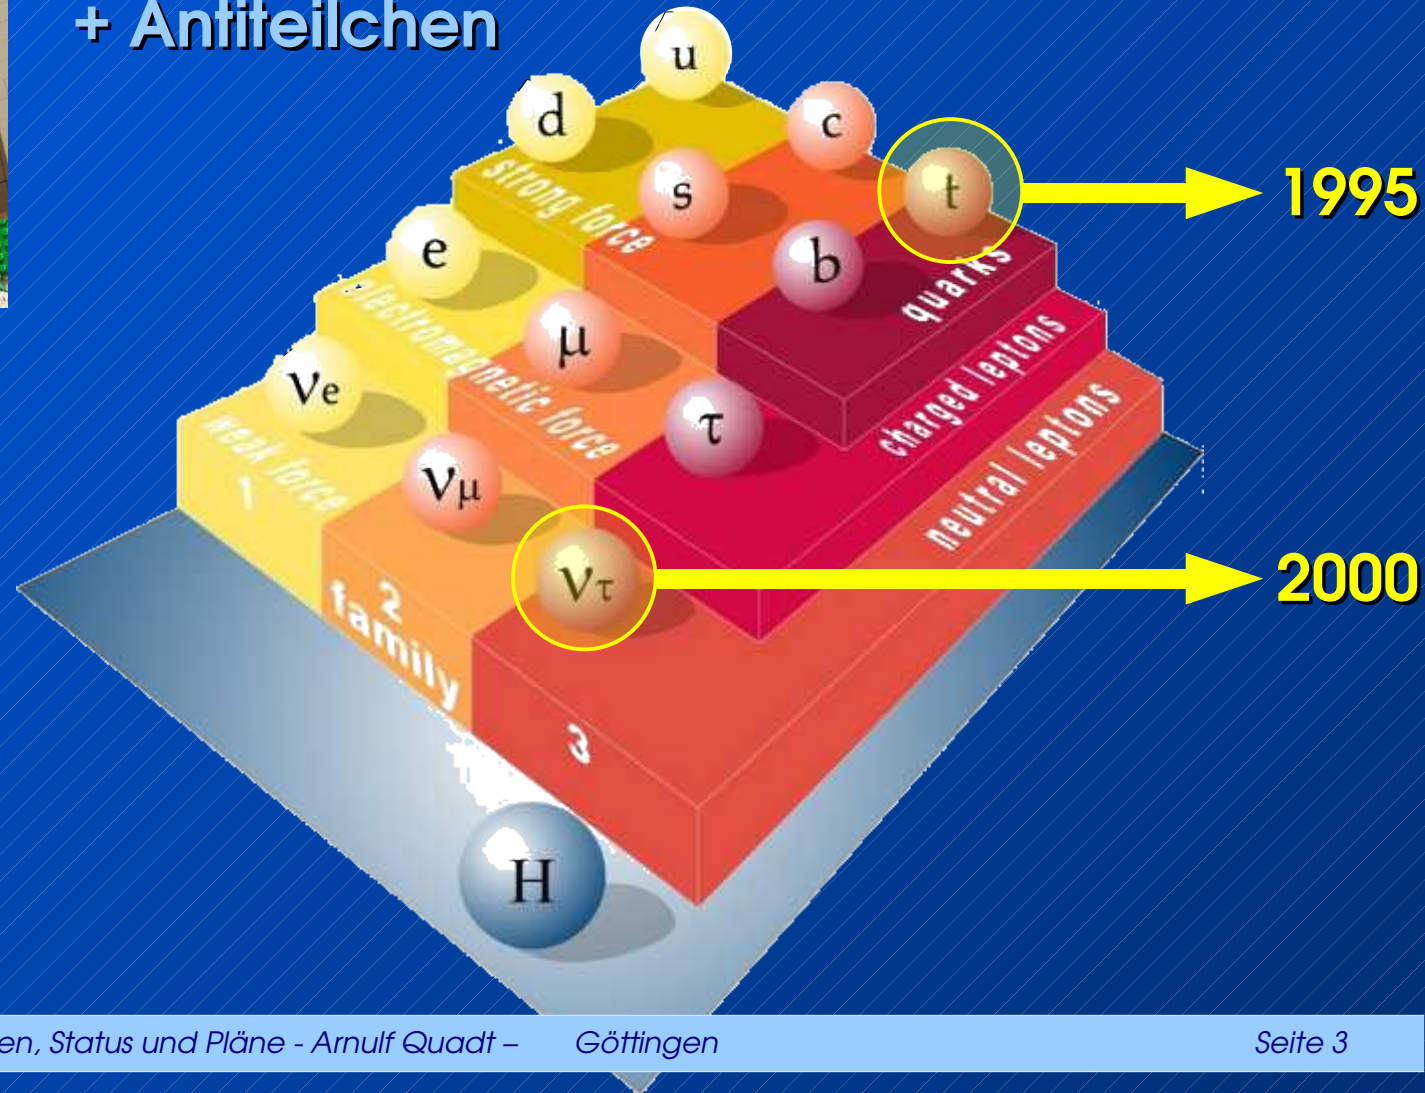 + Antiteilchen
u
d
c
s
t
1995
strong force
e
b
quarks
electromagnetic force
μ
charged leptons
νe
τ
weak force
νμ
neutral leptons
1
ντ
2000
2
family
3
H
en, Status und Pläne - Arnulf Quadt – Göttingen Seite 3